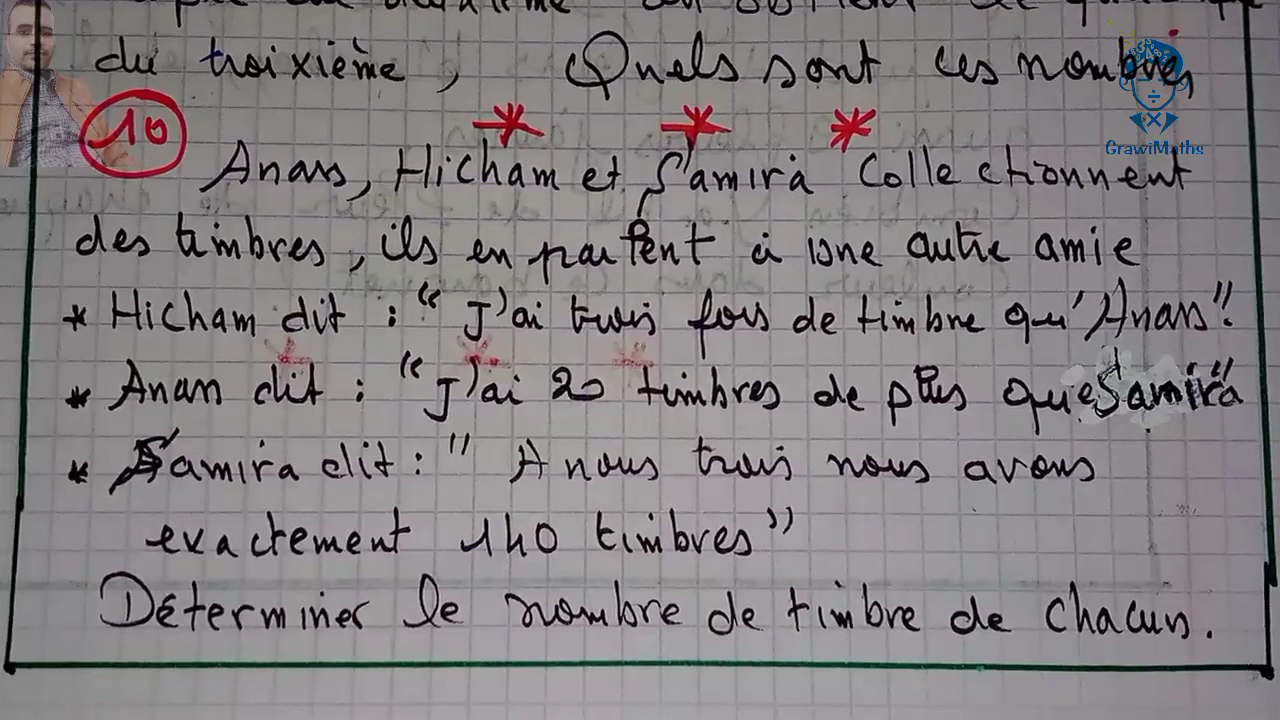 du troixième, Quels sont ces nombres
10
GrawiMaths
Anas, Hicham et Samira Collectionnent
des timbres, ils en parlent à une autre amie
* Hicham dit : "J'ai trois fois de timbre qu'Anas".
* Anan dit : "J'ai 20 timbres de plus que Samira"
* Samira dit : "A nous trois nous avons
exactement 140 timbres"
Déterminer le nombre de timbre de chacun.